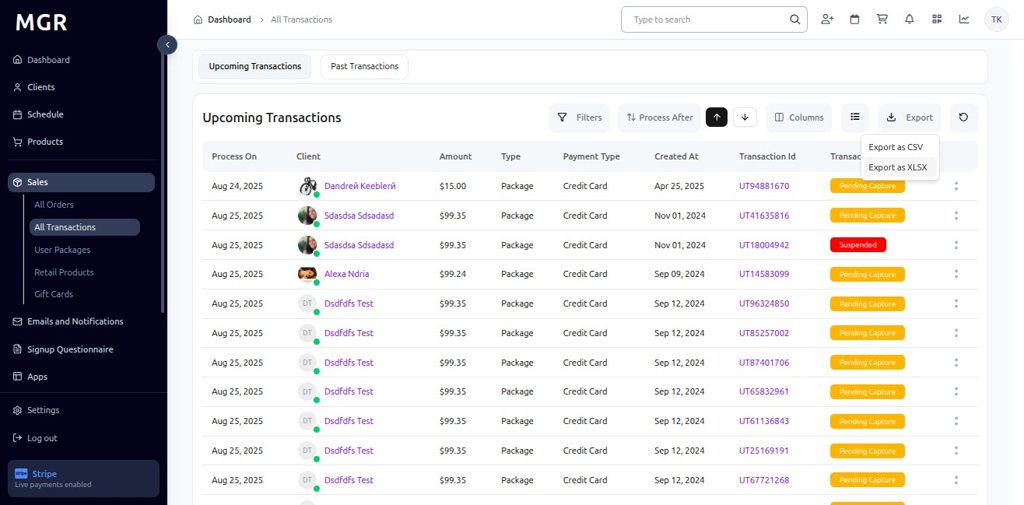 MGR
Dashboard > All Transactions
Type to search
TK
Dashboard
Clients
Schedule
Products
Sales
All Orders
All Transactions
User Packages
Retail Products
Gift Cards
Emails and Notifications
Signup Questionnaire
Apps
Settings
Log out
stripe Stripe
Live payments enabled
Upcoming Transactions Past Transactions
Upcoming Transactions Filters Process After Columns Export
Export as CSV
Export as XLSX
Process On Client Amount Type Payment Type Created At Transaction Id Transac
Aug 24, 2025 Dandreй Keeblerй $15.00 Package Credit Card Apr 25, 2025 UT94881670 Pending Capture
Aug 25, 2025 Sdasdsa Sdsadasd $99.35 Package Credit Card Nov 01, 2024 UT41635816 Pending Capture
Aug 25, 2025 Sdasdsa Sdsadasd $99.35 Package Credit Card Nov 01, 2024 UT18004942 Suspended
Aug 25, 2025 Alexa Ndria $99.24 Package Credit Card Sep 09, 2024 UT14583099 Pending Capture
Aug 25, 2025 DT Dsdfdfs Test $99.35 Package Credit Card Sep 12, 2024 UT96324850 Pending Capture
Aug 25, 2025 DT Dsdfdfs Test $99.35 Package Credit Card Sep 12, 2024 UT85257002 Pending Capture
Aug 25, 2025 DT Dsdfdfs Test $99.35 Package Credit Card Sep 12, 2024 UT87401706 Pending Capture
Aug 25, 2025 DT Dsdfdfs Test $99.35 Package Credit Card Sep 12, 2024 UT65832961 Pending Capture
Aug 25, 2025 DT Dsdfdfs Test $99.35 Package Credit Card Sep 12, 2024 UT61136843 Pending Capture
Aug 25, 2025 DT Dsdfdfs Test $99.35 Package Credit Card Sep 12, 2024 UT25169191 Pending Capture
Aug 25, 2025 DT Dsdfdfs Test $99.35 Package Credit Card Sep 12, 2024 UT67721268 Pending Capture